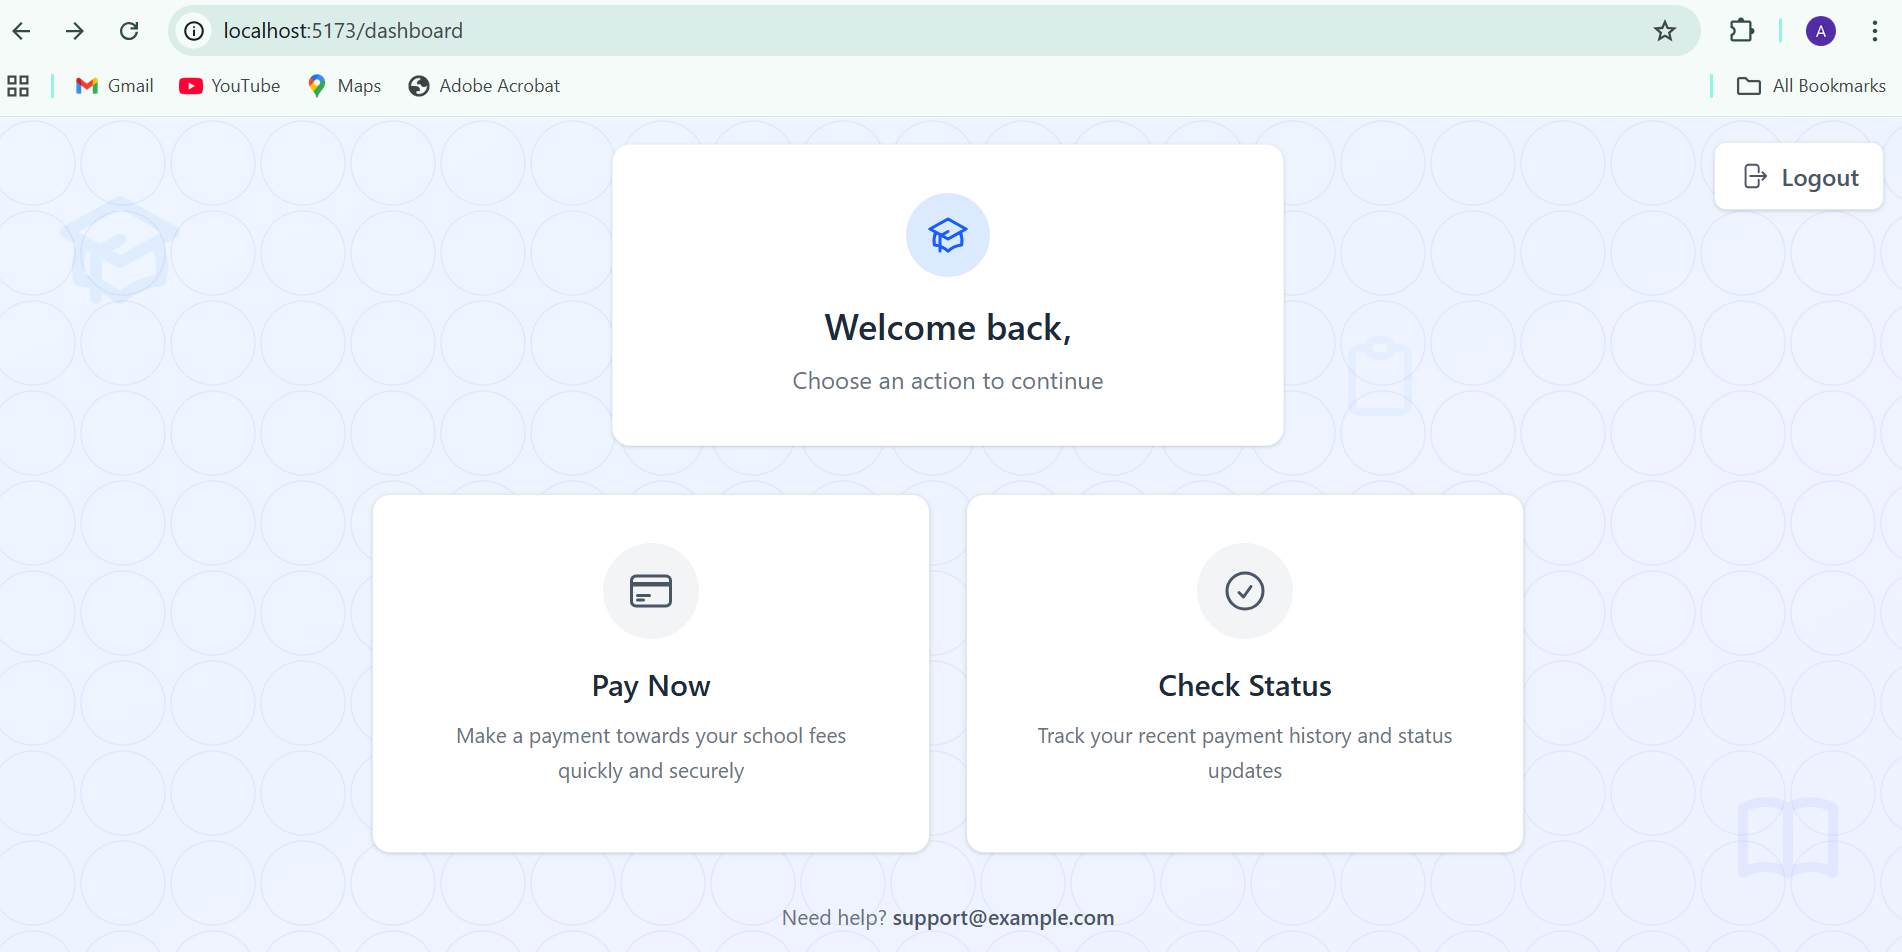 localhost:5173/dashboard
A
Gmail YouTube Maps Adobe Acrobat All Bookmarks
Logout
Welcome back,
Choose an action to continue
Pay Now
Make a payment towards your school fees
quickly and securely
Check Status
Track your recent payment history and status
updates
Need help? support@example.com